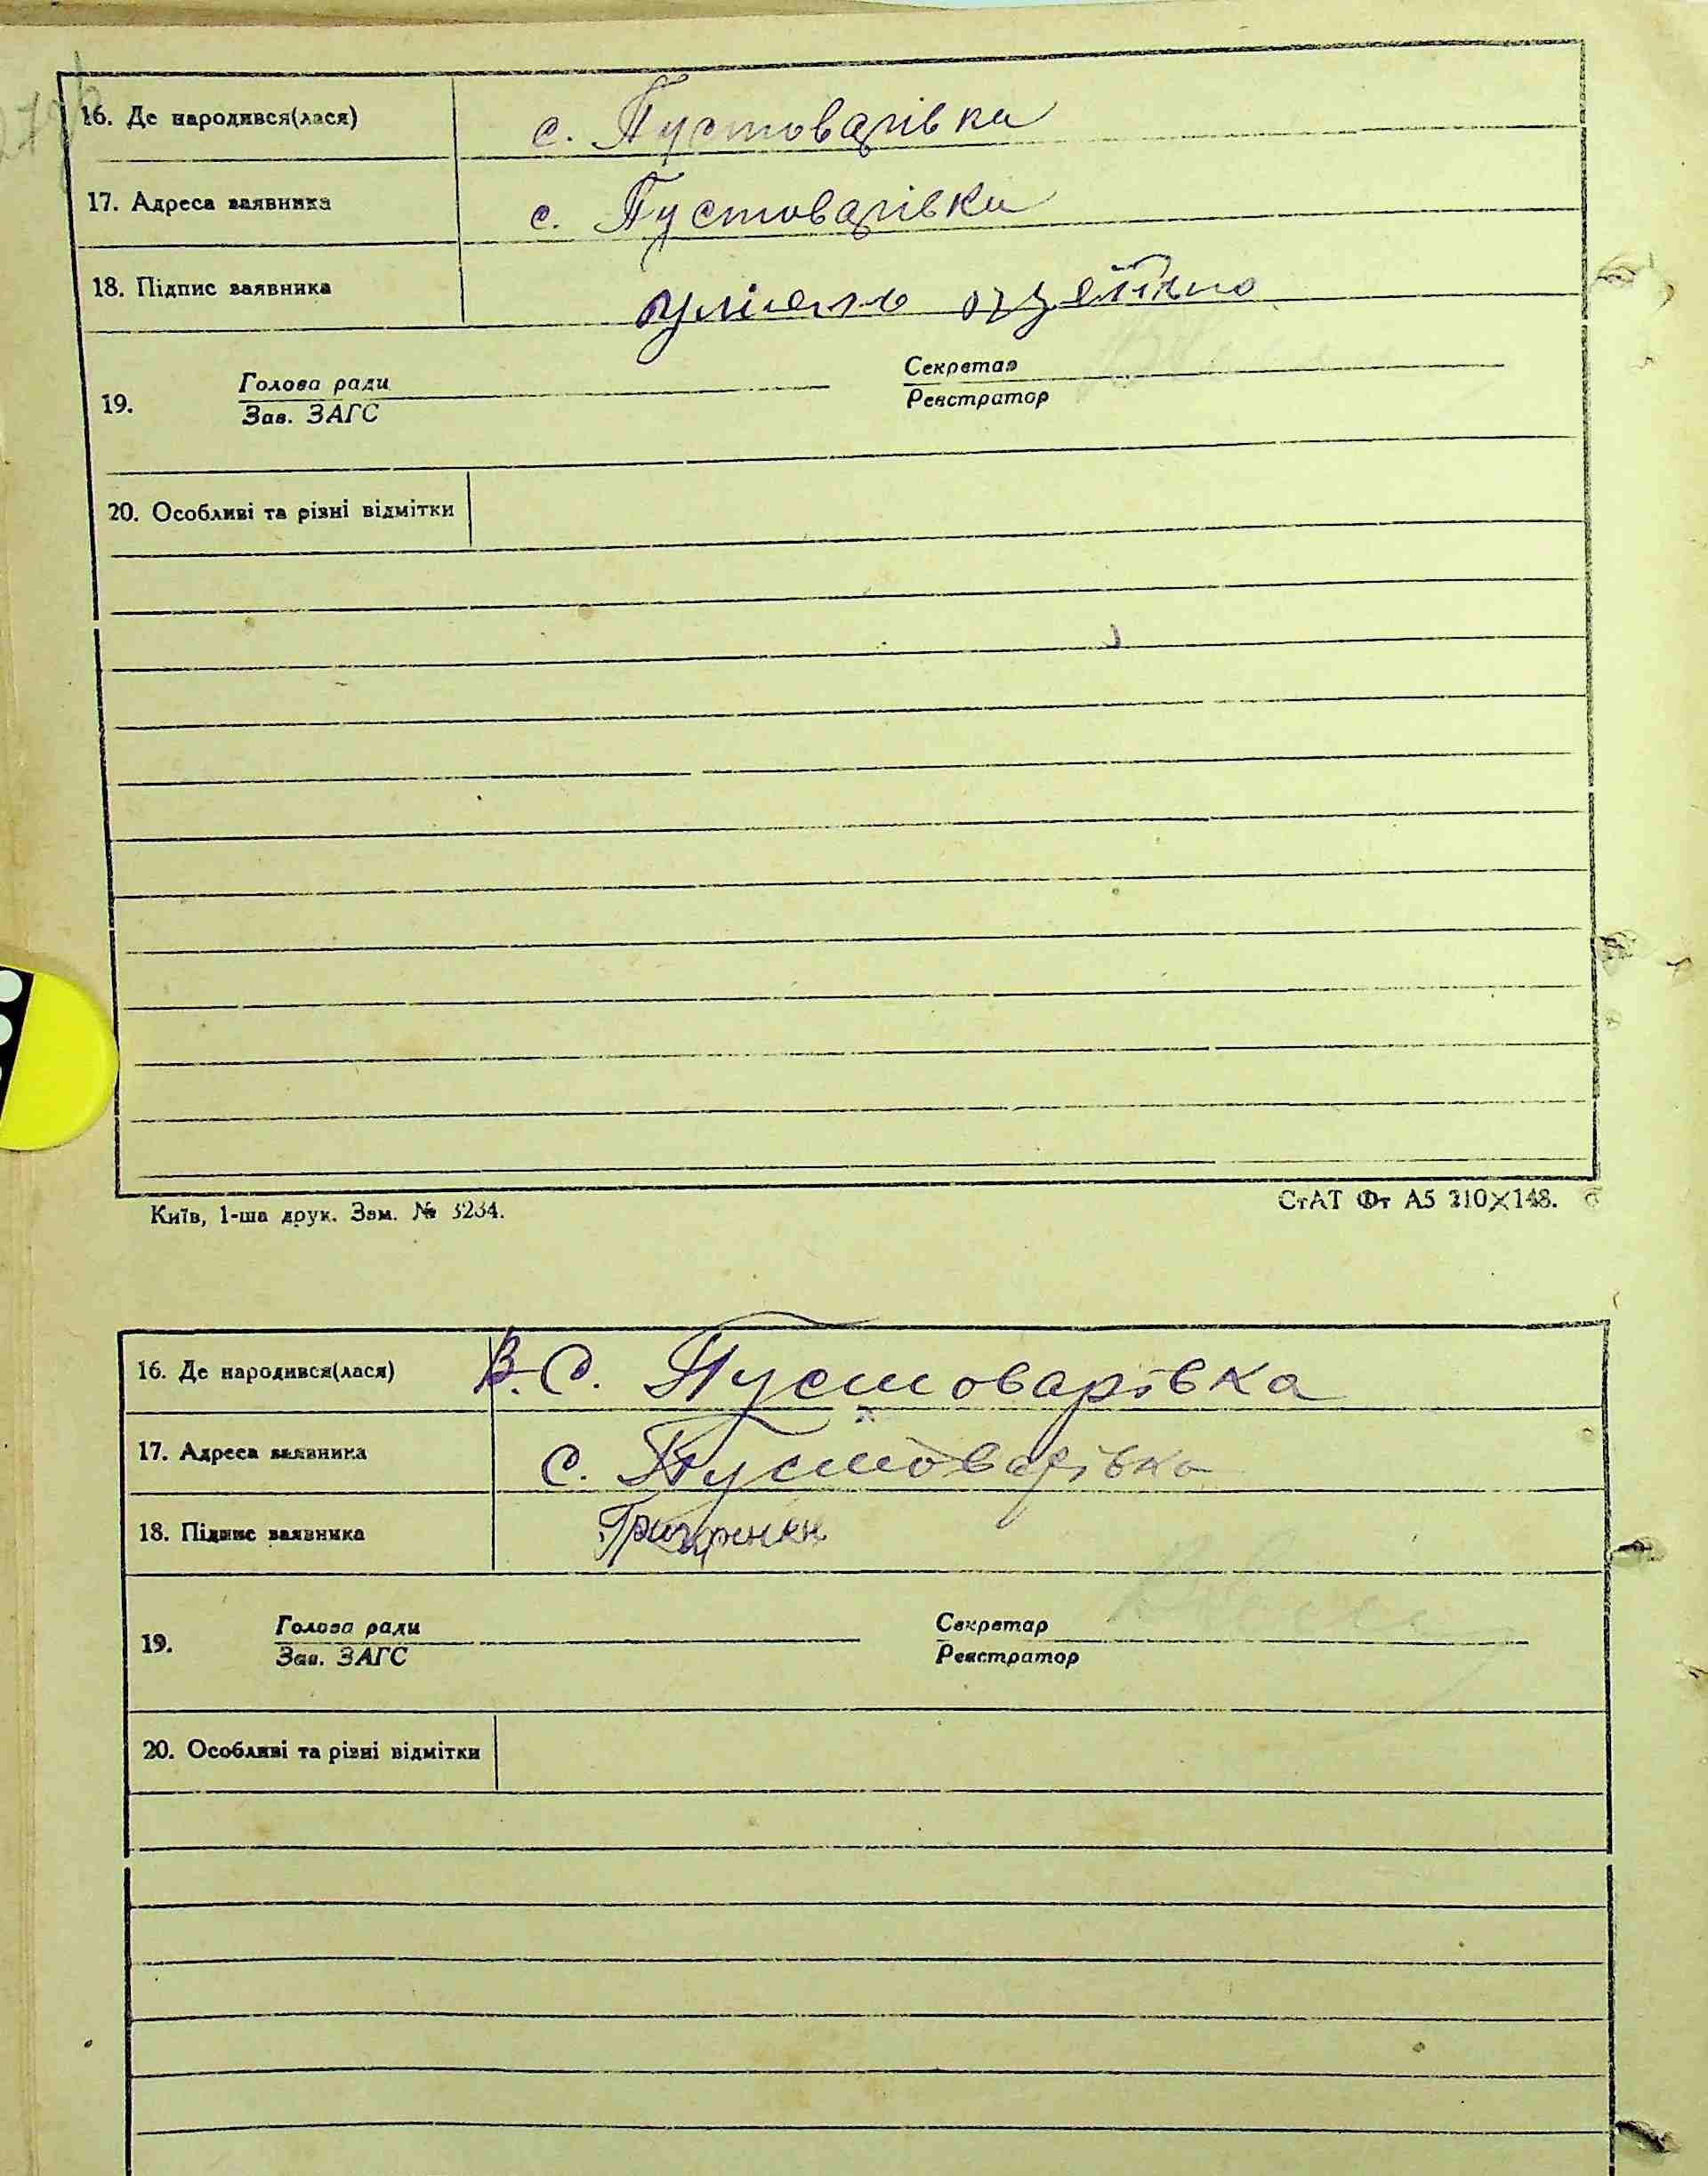 16. Де народився(лася) с. Пустоварівка
17. Адреса заявника с. Пустоварівка
18. Підпис заявника
Голова ради Секретар
19.
Зав. ЗАГС Реєстратор
20. Особливі та різні відмітки
Київ, 1-ша друк. Зам. № 3234. СтАТ Фт А5 210×148.
16. Де народився(лася) В.С. Пустоварівка
17. Адреса заявника с. Пустоварівка
18. Підпис заявника
Голова ради Секретар
19.
Зав. ЗАГС Реєстратор
20. Особливі та різні відмітки